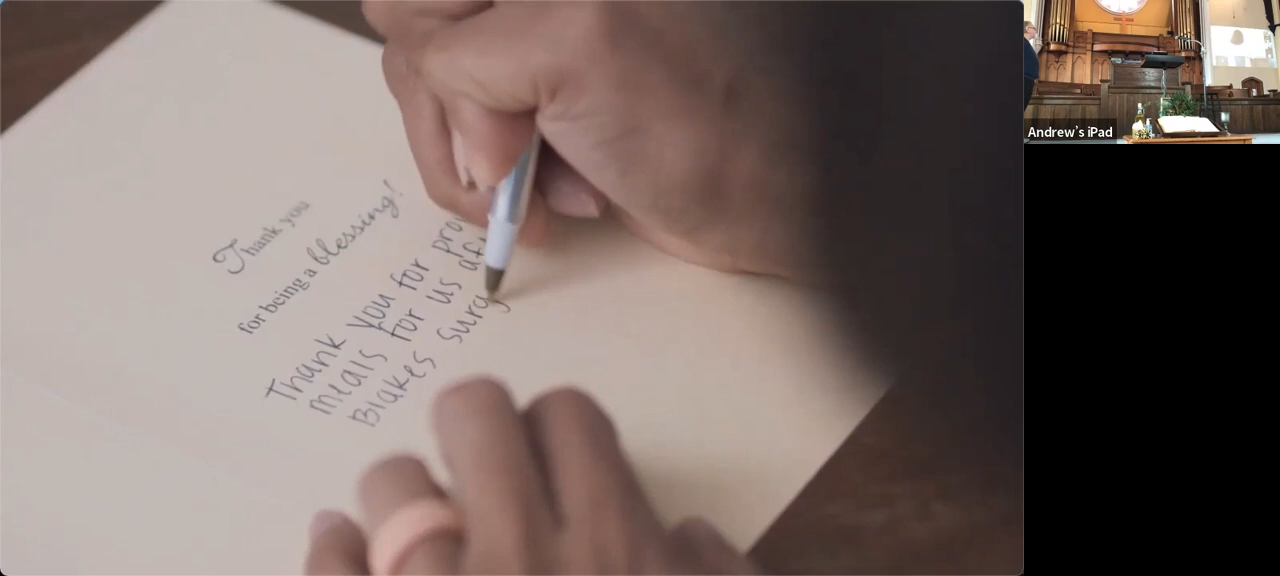 Thank you
for being a blessing!
Thank you for
meals for us
Blakes
Andrew's iPad